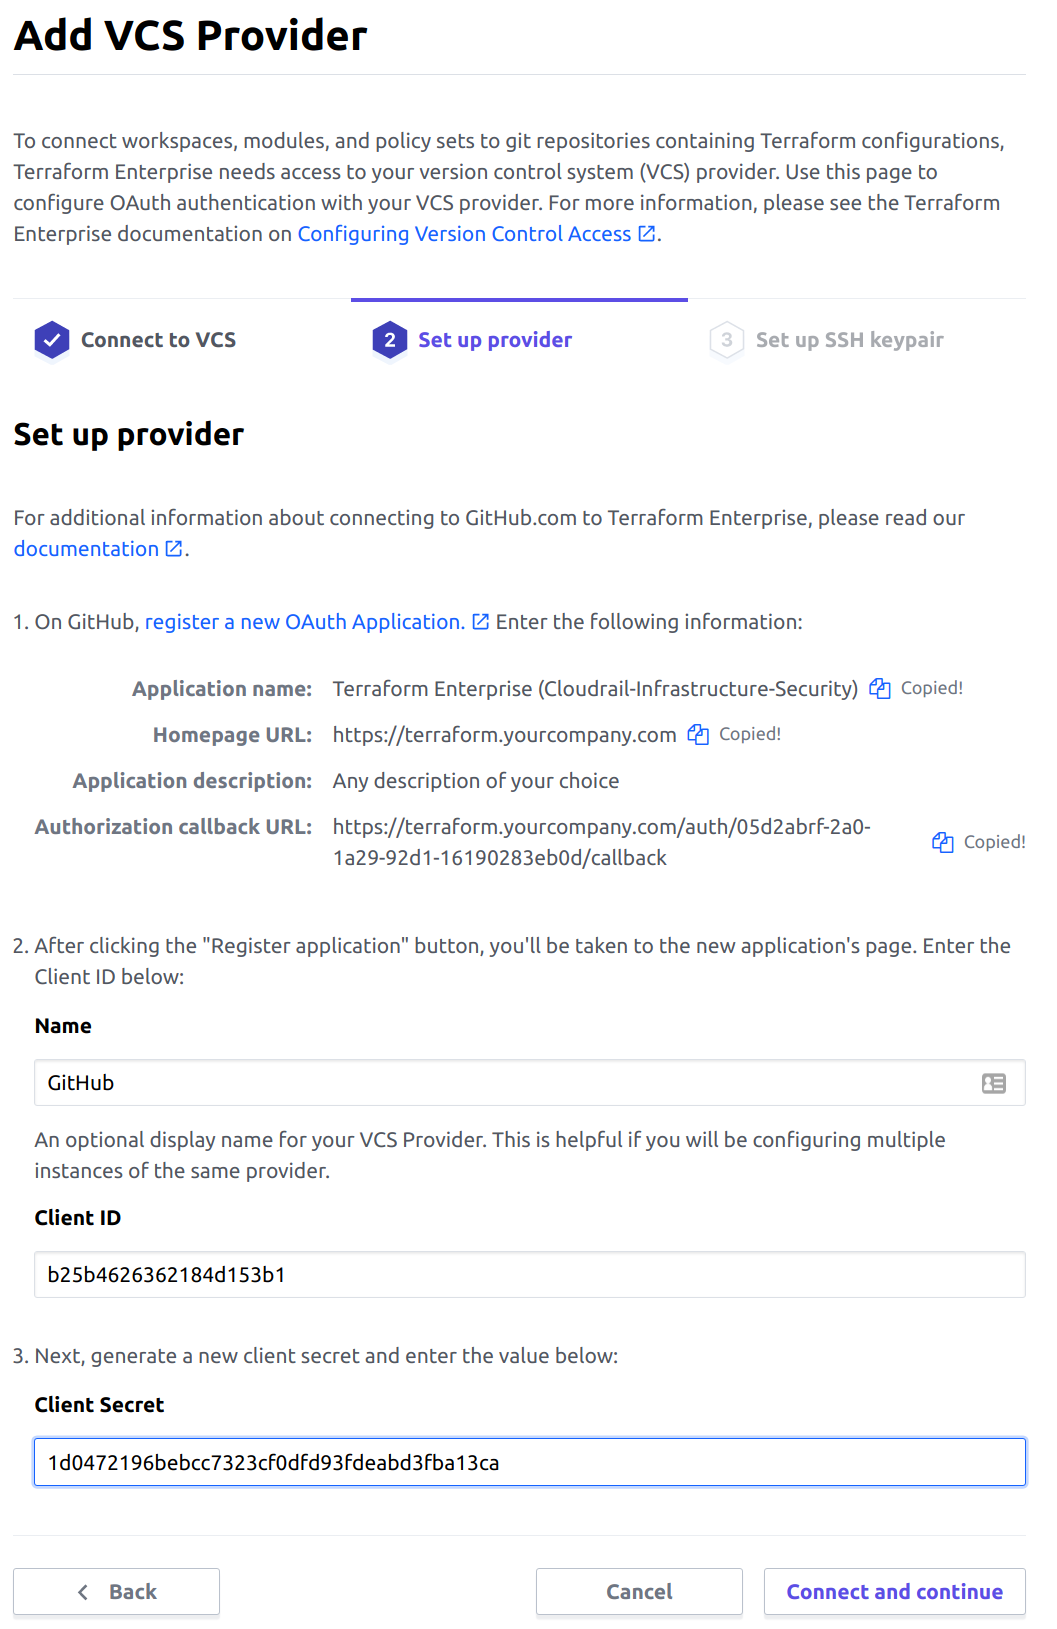 Add VCS Provider
To connect workspaces, modules, and policy sets to git repositories containing Terraform configurations,
Terraform Enterprise needs access to your version control system (VCS) provider. Use this page to
configure OAuth authentication with your VCS provider. For more information, please see the Terraform
Enterprise documentation on Configuring Version Control Access.
Connect to VCS
2 Set up provider
3 Set up SSH keypair
Set up provider
For additional information about connecting to GitHub.com to Terraform Enterprise, please read our
documentation.
1. On GitHub, register a new OAuth Application. Enter the following information:
Application name: Terraform Enterprise (Cloudrail-Infrastructure-Security) Copied!
Homepage URL: https://terraform.yourcompany.com Copied!
Application description: Any description of your choice
Authorization callback URL: https://terraform.yourcompany.com/auth/05d2abrf-2a0-
1a29-92d1-16190283eb0d/callback Copied!
2. After clicking the "Register application" button, you'll be taken to the new application's page. Enter the
Client ID below:
Name
GitHub
An optional display name for your VCS Provider. This is helpful if you will be configuring multiple
instances of the same provider.
Client ID
b25b4626362184d153b1
3. Next, generate a new client secret and enter the value below:
Client Secret
1d0472196bebcc7323cf0dfd93fdeabd3fba13ca
Back
Cancel
Connect and continue